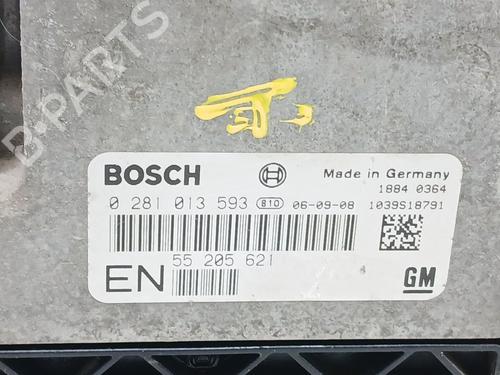 B-PARTS
BOSCH
Made in Germany
1884 0364
0 281 013 593 810 06-09-08 1039S18791
55 205 621
EN
GM